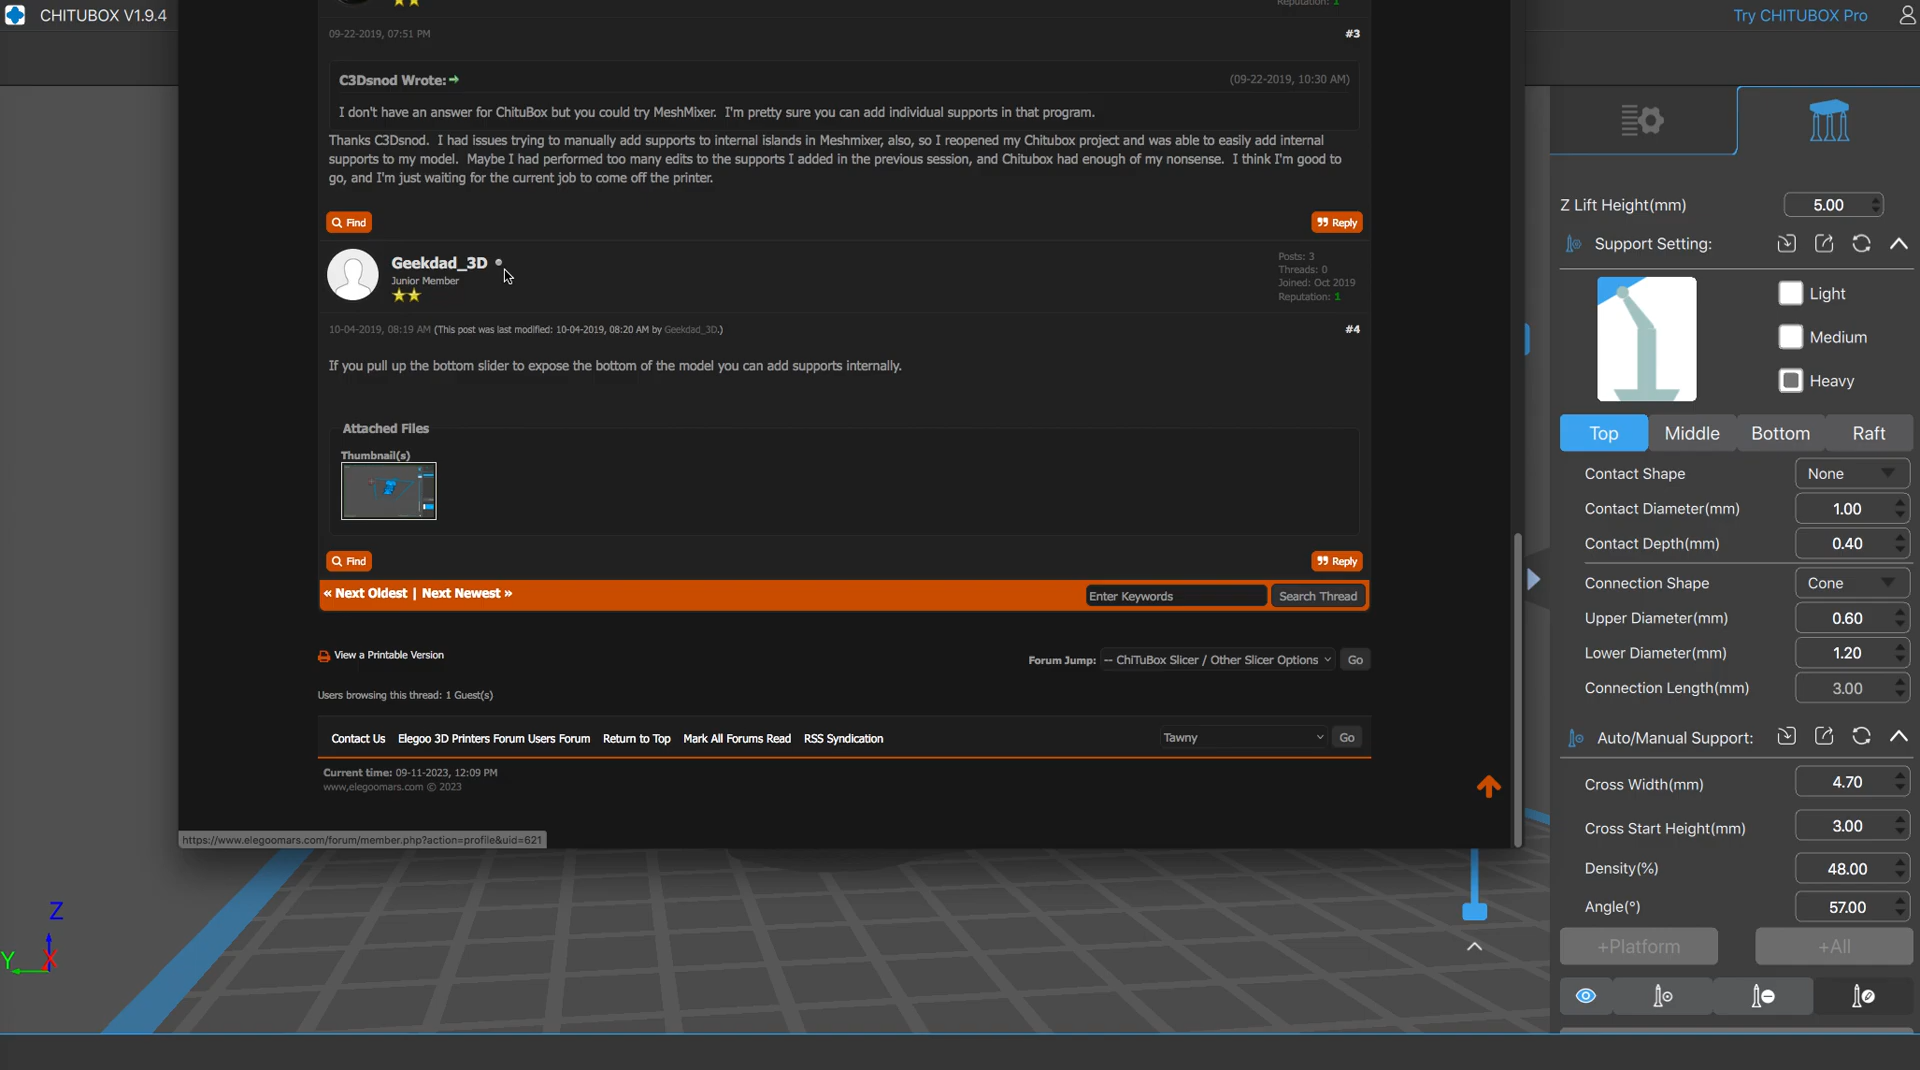 CHITUBOX V1.9.4
Try CHITUBOX Pro
Reputation: 1
09-22-2019, 07:51 PM
#3
C3Dsnod Wrote:
(09-22-2019, 10:30 AM)
I don't have an answer for ChituBox but you could try MeshMixer. I'm pretty sure you can add individual supports in that program.
Thanks C3Dsnod. I had issues trying to manually add supports to internal islands in Meshmixer, also, so I reopened my Chitubox project and was able to easily add internal
supports to my model. Maybe I had performed too many edits to the supports I added in the previous session, and Chitubox had enough of my nonsense. I think I'm good to
go, and I'm just waiting for the current job to come off the printer.
Find
Reply
Geekdad_3D
Junior Member
Posts: 3
Threads: 0
Joined: Oct 2019
Reputation: 1
10-04-2019, 08:19 AM (This post was last modified: 10-04-2019, 08:20 AM by Geekdad_3D.)
#4
If you pull up the bottom slider to expose the bottom of the model you can add supports internally.
Attached Files
Thumbnail(s)
Find
Reply
« Next Oldest | Next Newest »
Enter Keywords
Search Thread
View a Printable Version
Forum Jump:
-- ChiTuBox Slicer / Other Slicer Options
Go
Users browsing this thread: 1 Guest(s)
Contact Us Elegoo 3D Printers Forum Users Forum Return to Top Mark All Forums Read RSS Syndication
Tawny
Go
Current time: 09-11-2023, 12:09 PM
www.elegoomars.com © 2023
https://www.elegoomars.com/forum/member.php?action=profile&uid=621
Z
Y
X
Z Lift Height(mm) 5.00
Support Setting:
Light
Medium
Heavy
Top Middle Bottom Raft
Contact Shape None
Contact Diameter(mm) 1.00
Contact Depth(mm) 0.40
Connection Shape Cone
Upper Diameter(mm) 0.60
Lower Diameter(mm) 1.20
Connection Length(mm) 3.00
Auto/Manual Support:
Cross Width(mm) 4.70
Cross Start Height(mm) 3.00
Density(%) 48.00
Angle(°) 57.00
+Platform +All